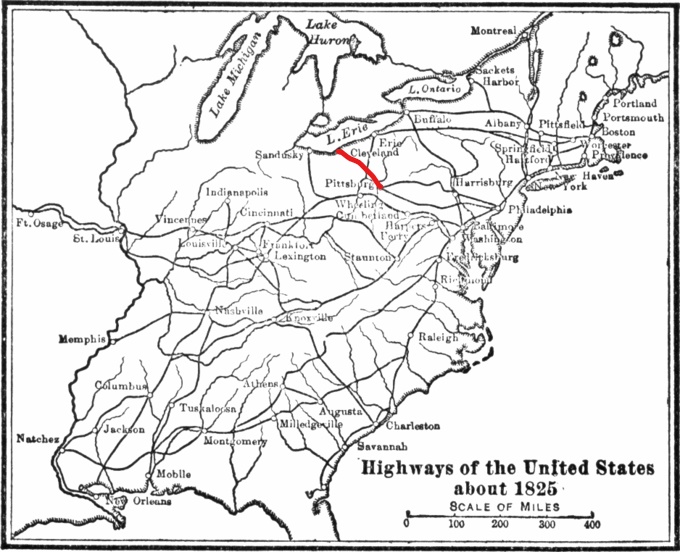 Montreal
Lake
Huron
Lake Michigan
Sackets
Harbor
L. Ontario
Portland
Portsmouth
Buffalo
Albany
Pittsfield
Boston
L. Erie
Erie
Worcester
Springfield
Sandusky
Cleveland
Hartford
Providence
Pittsburg
Harrisburg
Haven
New York
Indianapolis
Wheeling
Philadelphia
Cincinnati
Cumberland
Ft. Osage
Vincennes
Harpers
Ferry
Baltimore
St. Louis
Louisville
Frankfort
Washington
Lexington
Staunton
Fredericksburg
Richmond
Nashville
Knoxville
Memphis
Raleigh
Columbus
Athens
Tuskaloosa
Augusta
Natchez
Jackson
Milledgeville
Charleston
Montgomery
Savannah
Mobile
New Orleans
Highways of the United States
about 1825
SCALE OF MILES
0 100 200 300 400